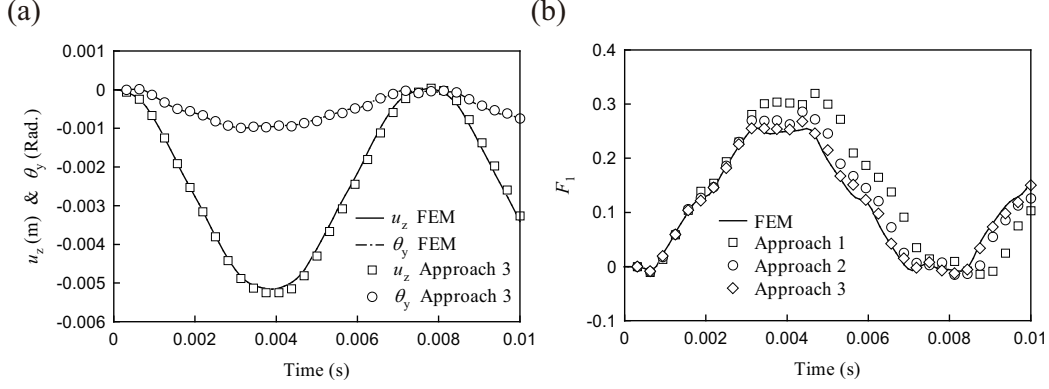 (a)
0.001
0
-0.001
-0.002
-0.003
-0.004
-0.005
-0.006
0
0.002
0.004
0.006
0.008
0.01
Time (s)
u_z (m) & θ_y (Rad.)
u_z FEM
θ_y FEM
u_z Approach 3
θ_y Approach 3
(b)
0.4
0.3
0.2
0.1
0
-0.1
0
0.002
0.004
0.006
0.008
0.01
Time (s)
F_1
FEM
Approach 1
Approach 2
Approach 3